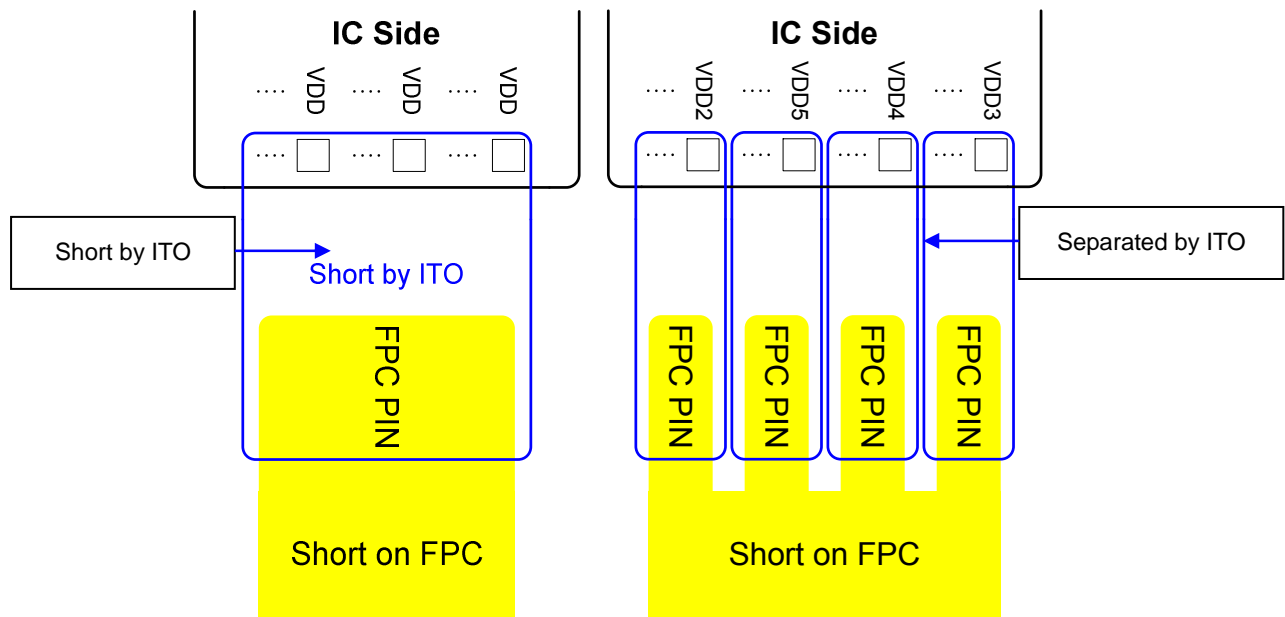 IC Side
IC Side
.... VDD .... VDD .... VDD
.... VDD2 .... VDD5 .... VDD4 .... VDD3
.... .... ....
.... .... .... ....
Short by ITO
Short by ITO
Separated by ITO
FPC PIN
FPC PIN
FPC PIN
FPC PIN
FPC PIN
Short on FPC
Short on FPC